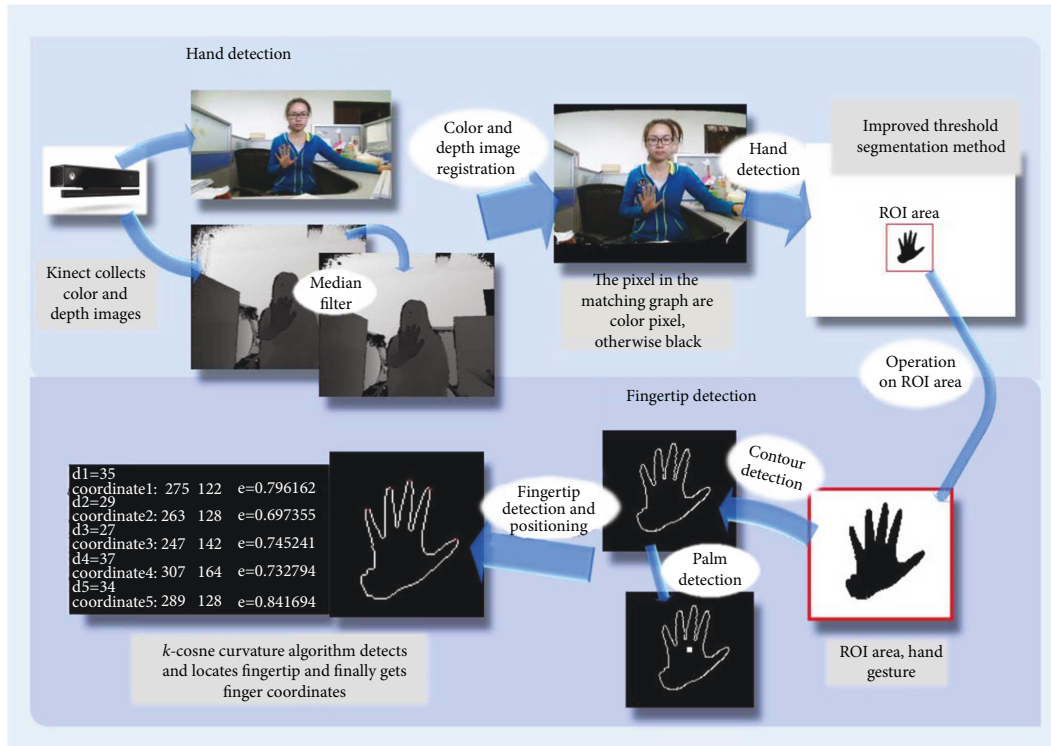 Hand detection
Kinect collects
color and
depth images
Median
filter
Color and
depth image
registration
The pixel in the
matching graph are
color pixel,
otherwise black
Hand
detection
Improved threshold
segmentation method
ROI area
Operation
on ROI area
Fingertip detection
ROI area, hand
gesture
Contour
detection
Palm
detection
Fingertip
detection and
positioning
d1=35
coordinate1: 275 122 e=0.796162
d2=29
coordinate2: 263 128 e=0.697355
d3=27
coordinate3: 247 142 e=0.745241
d4=37
coordinate4: 307 164 e=0.732794
d5=34
coordinate5: 289 128 e=0.841694
k-cosne curvature algorithm detects
and locates fingertip and finally gets
finger coordinates